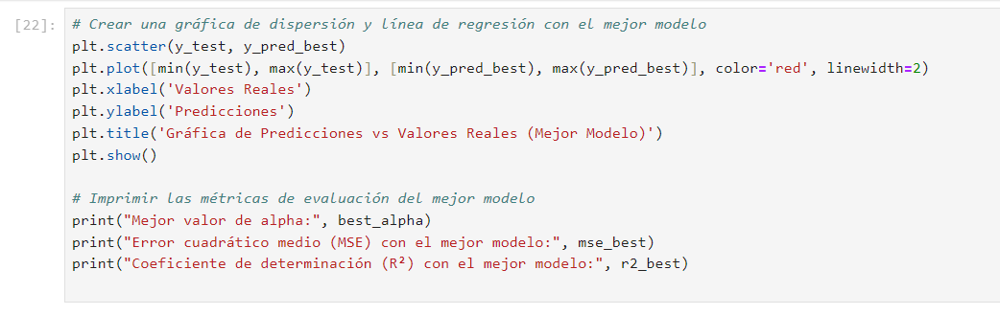 [22]:
# Crear una gráfica de dispersión y línea de regresión con el mejor modelo
plt.scatter(y_test, y_pred_best)
plt.plot([min(y_test), max(y_test)], [min(y_pred_best), max(y_pred_best)], color='red', linewidth=2)
plt.xlabel('Valores Reales')
plt.ylabel('Predicciones')
plt.title('Gráfica de Predicciones vs Valores Reales (Mejor Modelo)')
plt.show()

# Imprimir las métricas de evaluación del mejor modelo
print("Mejor valor de alpha:", best_alpha)
print("Error cuadrático medio (MSE) con el mejor modelo:", mse_best)
print("Coeficiente de determinación (R²) con el mejor modelo:", r2_best)